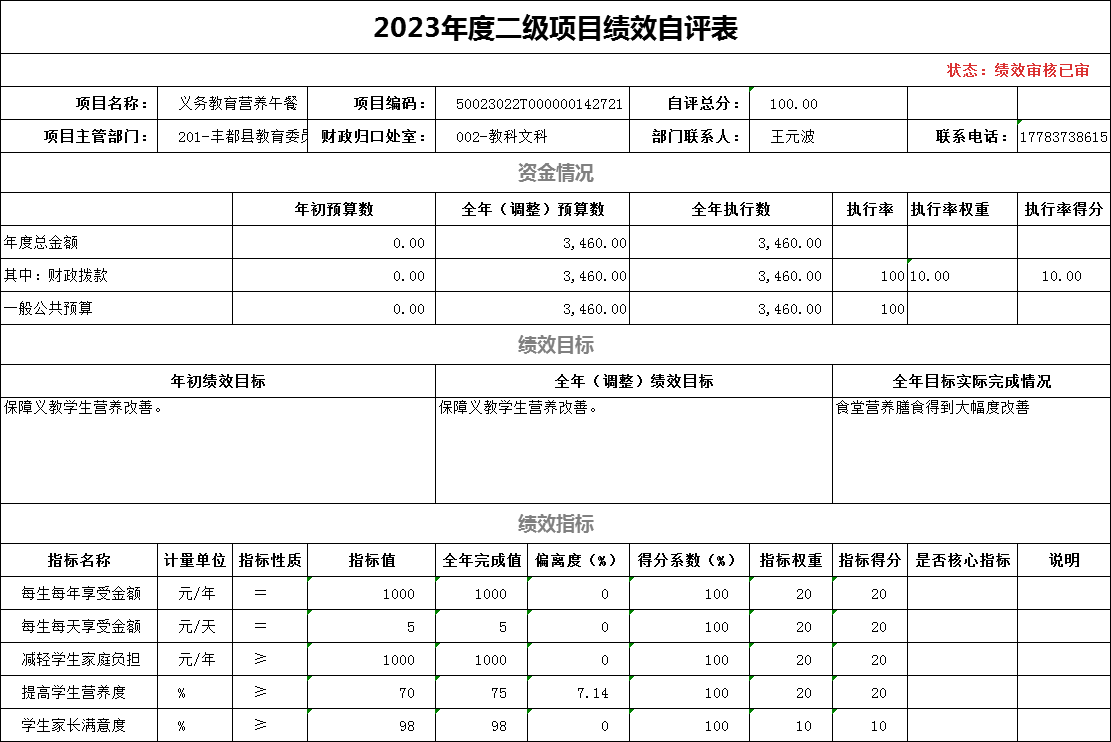 2023年度二级项目绩效自评表
状态：绩效审核已审
项目名称： 义务教育营养午餐 项目编码： 50023022T000000142721 自评总分： 100.00
项目主管部门： 201-丰都县教育委员 财政归口处室： 002-教科文科 部门联系人： 王元波 联系电话： 17783738615
资金情况
年初预算数 全年（调整）预算数 全年执行数 执行率 执行率权重 执行率得分
年度总金额 0.00 3,460.00 3,460.00
其中：财政拨款 0.00 3,460.00 3,460.00 100 10.00 10.00
一般公共预算 0.00 3,460.00 3,460.00 100
绩效目标
年初绩效目标 全年（调整）绩效目标 全年目标实际完成情况
保障义教学生营养改善。 保障义教学生营养改善。 食堂营养膳食得到大幅度改善
绩效指标
指标名称 计量单位 指标性质 指标值 全年完成值 偏离度（%） 得分系数（%） 指标权重 指标得分 是否核心指标 说明
每生每年享受金额 元/年 ＝ 1000 1000 0 100 20 20
每生每天享受金额 元/天 ＝ 5 5 0 100 20 20
减轻学生家庭负担 元/年 ≥ 1000 1000 0 100 20 20
提高学生营养度 % ≥ 70 75 7.14 100 20 20
学生家长满意度 % ≥ 98 98 0 100 10 10